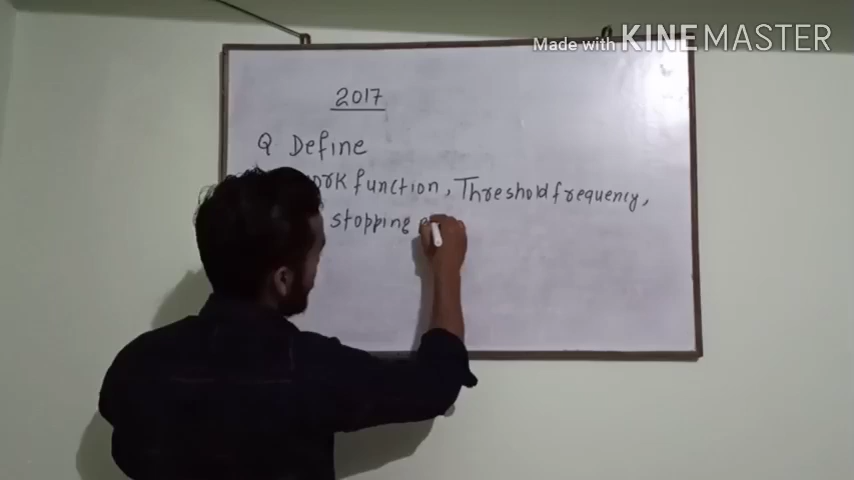 Made with KINEMASTER
2017
Q Define
function, Threshold frequency,
stopping